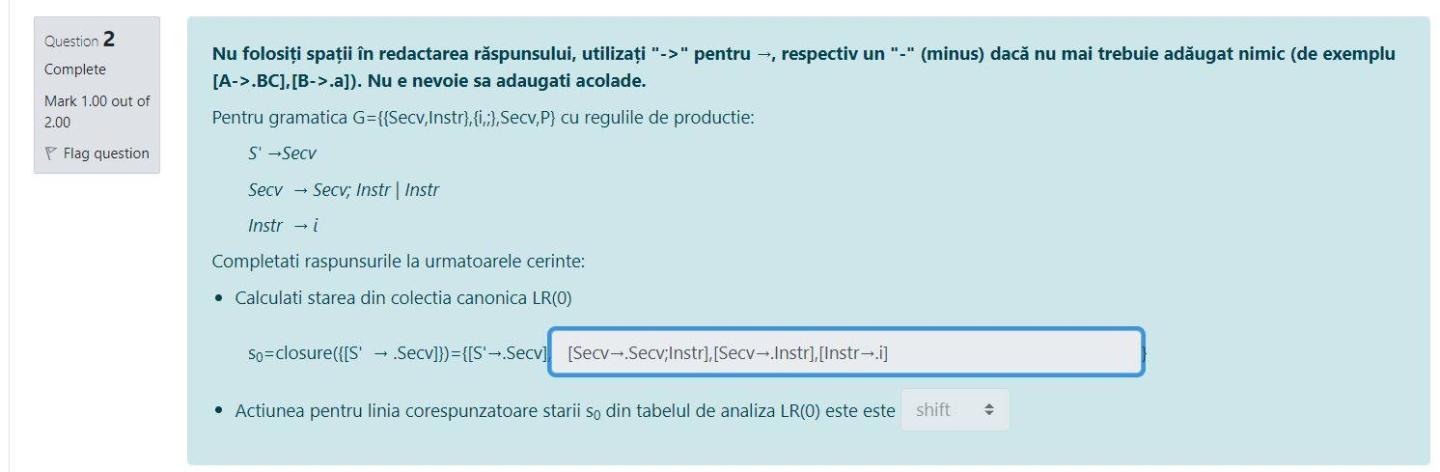 Question 2
Complete
Mark 1.00 out of
2.00
Flag question
Nu folosiți spații în redactarea răspunsului, utilizați "->" pentru →, respectiv un "-" (minus) dacă nu mai trebuie adăugat nimic (de exemplu
[A->.BC],[B->.a]). Nu e nevoie sa adaugati acolade.
Pentru gramatica G={{Secv,Instr},{i,;},Secv,P} cu regulile de productie:
S' →Secv
Secv → Secv; Instr | Instr
Instr → i
Completati raspunsurile la urmatoarele cerinte:
• Calculati starea din colectia canonica LR(0)
s₀=closure({[S' → .Secv]})={[S'→.Secv], [Secv→.Secv;Instr],[Secv→.Instr],[Instr→.i] }
• Actiunea pentru linia corespunzatoare starii s₀ din tabelul de analiza LR(0) este este shift